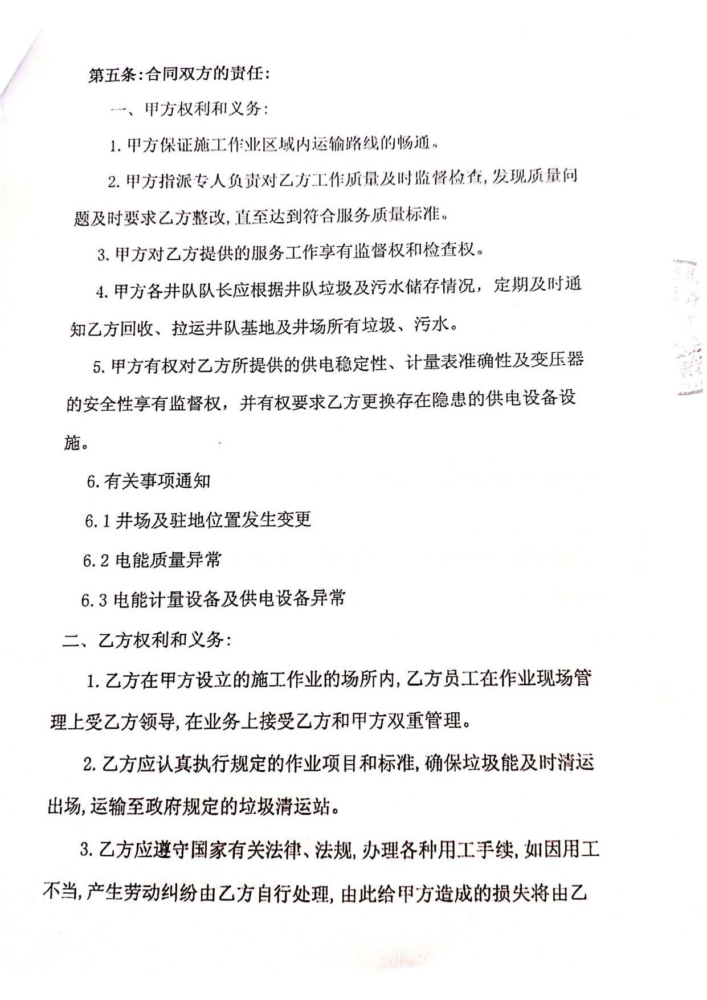 第五条:合同双方的责任:
一、甲方权利和义务:
1.甲方保证施工作业区域内运输路线的畅通。
2.甲方指派专人负责对乙方工作质量及时监督检查,发现质量问
题及时要求乙方整改,直至达到符合服务质量标准。
3.甲方对乙方提供的服务工作享有监督权和检查权。
4.甲方各井队队长应根据井队垃圾及污水储存情况，定期及时通
知乙方回收、拉运井队基地及井场所有垃圾、污水。
5.甲方有权对乙方所提供的供电稳定性、计量表准确性及变压器
的安全性享有监督权，并有权要求乙方更换存在隐患的供电设备设
施。
6.有关事项通知
6.1 井场及驻地位置发生变更
6.2 电能质量异常
6.3 电能计量设备及供电设备异常
二、乙方权利和义务:
1.乙方在甲方设立的施工作业的场所内,乙方员工在作业现场管
理上受乙方领导,在业务上接受乙方和甲方双重管理。
2.乙方应认真执行规定的作业项目和标准,确保垃圾能及时清运
出场,运输至政府规定的垃圾清运站。
3.乙方应遵守国家有关法律、法规,办理各种用工手续,如因用工
不当,产生劳动纠纷由乙方自行处理,由此给甲方造成的损失将由乙